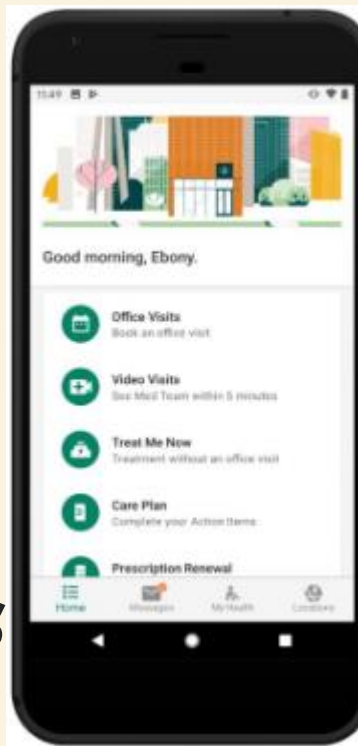 11:49
Good morning, Ebony.
Office Visits
Book an office visit
Video Visits
See Med Team within 5 minutes
Treat Me Now
Treatment without an office visit
Care Plan
Complete your Action Items
Prescription Renewal
Home
Messages
My Health
Locations